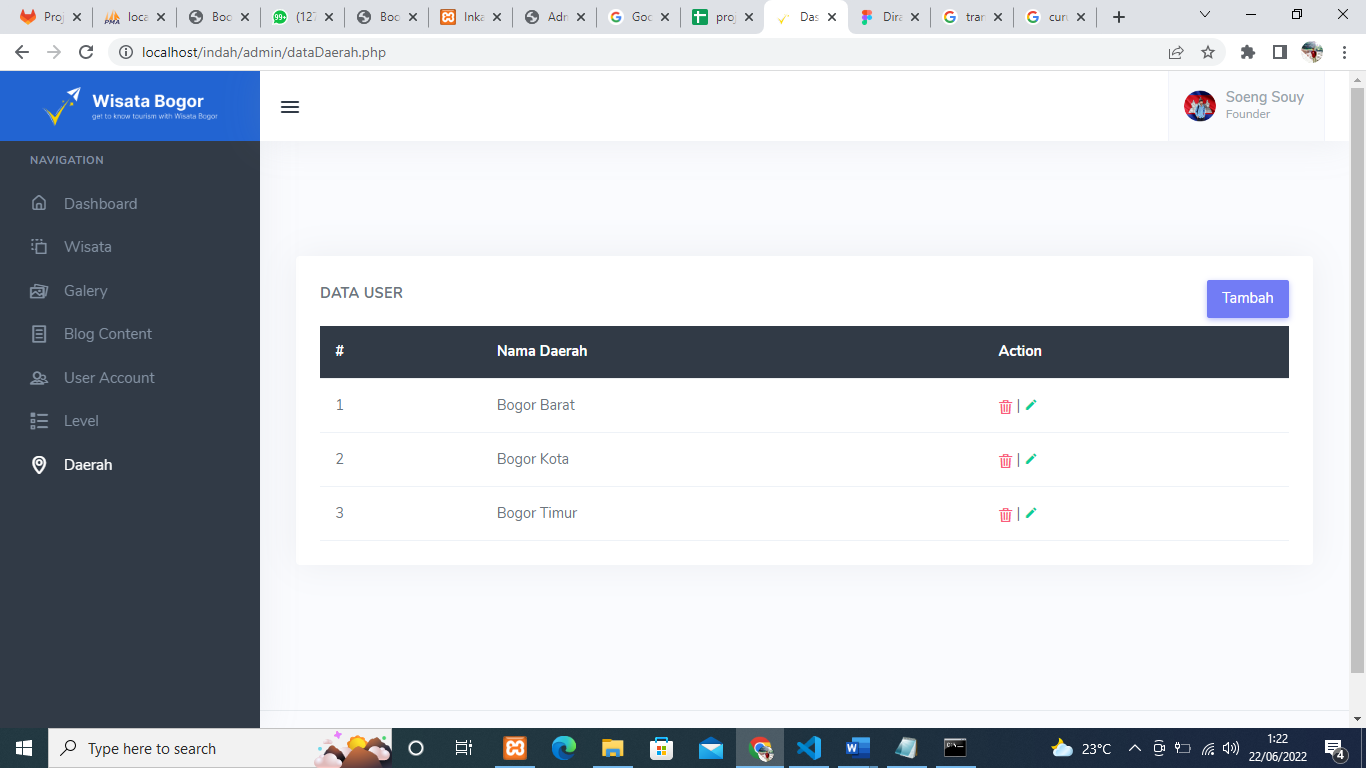 Proj
loca
Boo
(127
Boo
Inka
Adm
Goo
proj
Das
Dira
tran
curv
localhost/indah/admin/dataDaerah.php
Wisata Bogor
get to know tourism with Wisata Bogor
Soeng Souy
Founder
NAVIGATION
Dashboard
Wisata
Galery
Blog Content
User Account
Level
Daerah
DATA USER
Tambah
# Nama Daerah Action
1 Bogor Barat |
2 Bogor Kota |
3 Bogor Timur |
Type here to search
23°C
1:22
22/06/2022
4